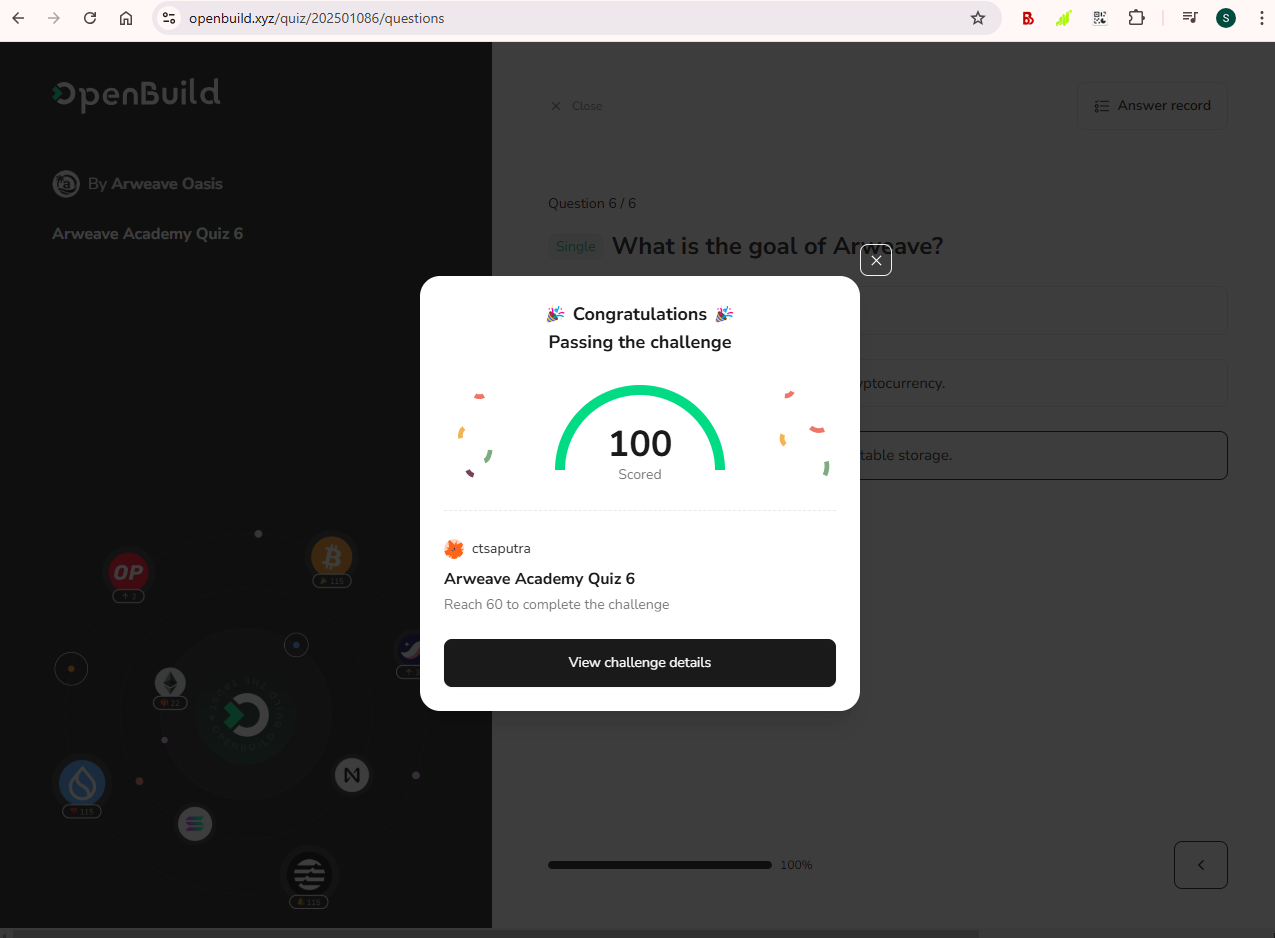 openbuild.xyz/quiz/202501086/questions
S
OpenBuild
Close
Answer record
By Arweave Oasis
Arweave Academy Quiz 6
Question 6 / 6
Single
What is the goal of Arweave?
Congratulations
Passing the challenge
100
Scored
ctsaputra
Arweave Academy Quiz 6
Reach 60 to complete the challenge
View challenge details
table storage.
OP
2
115
22
115
115
100%